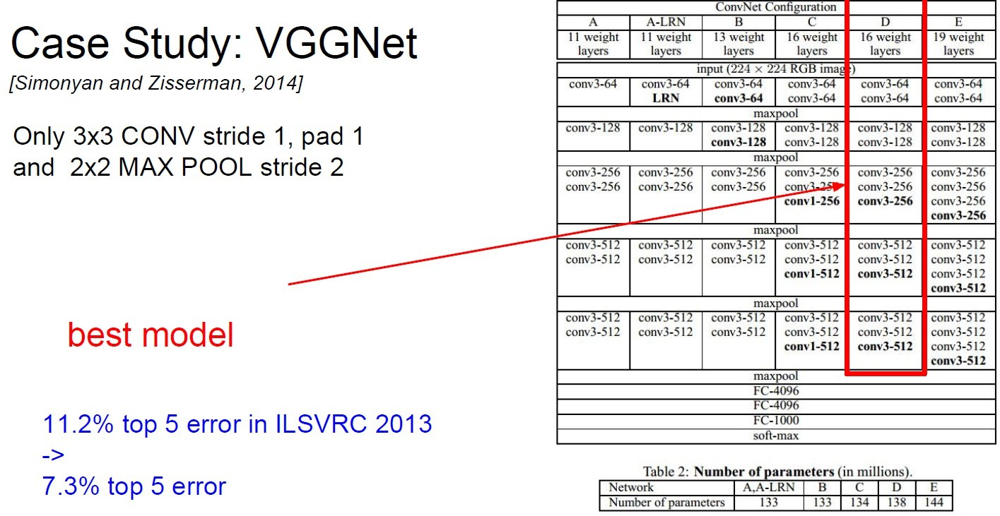 Case Study: VGGNet
[Simonyan and Zisserman, 2014]
Only 3x3 CONV stride 1, pad 1
and 2x2 MAX POOL stride 2
best model
11.2% top 5 error in ILSVRC 2013
->
7.3% top 5 error
ConvNet Configuration
A A-LRN B C D E
11 weight 11 weight 13 weight 16 weight 16 weight 19 weight
layers layers layers layers layers layers
input (224 × 224 RGB image)
conv3-64 conv3-64 conv3-64 conv3-64 conv3-64 conv3-64
LRN conv3-64 conv3-64 conv3-64 conv3-64
maxpool
conv3-128 conv3-128 conv3-128 conv3-128 conv3-128 conv3-128
conv3-128 conv3-128 conv3-128 conv3-128
maxpool
conv3-256 conv3-256 conv3-256 conv3-256 conv3-256 conv3-256
conv3-256 conv3-256 conv3-256 conv3-256 conv3-256 conv3-256
conv1-256 conv3-256 conv3-256
conv3-256
maxpool
conv3-512 conv3-512 conv3-512 conv3-512 conv3-512 conv3-512
conv3-512 conv3-512 conv3-512 conv3-512 conv3-512 conv3-512
conv1-512 conv3-512 conv3-512
conv3-512
maxpool
conv3-512 conv3-512 conv3-512 conv3-512 conv3-512 conv3-512
conv3-512 conv3-512 conv3-512 conv3-512 conv3-512 conv3-512
conv1-512 conv3-512 conv3-512
conv3-512
maxpool
FC-4096
FC-4096
FC-1000
soft-max
Table 2: Number of parameters (in millions).
Network A,A-LRN B C D E
Number of parameters 133 133 134 138 144